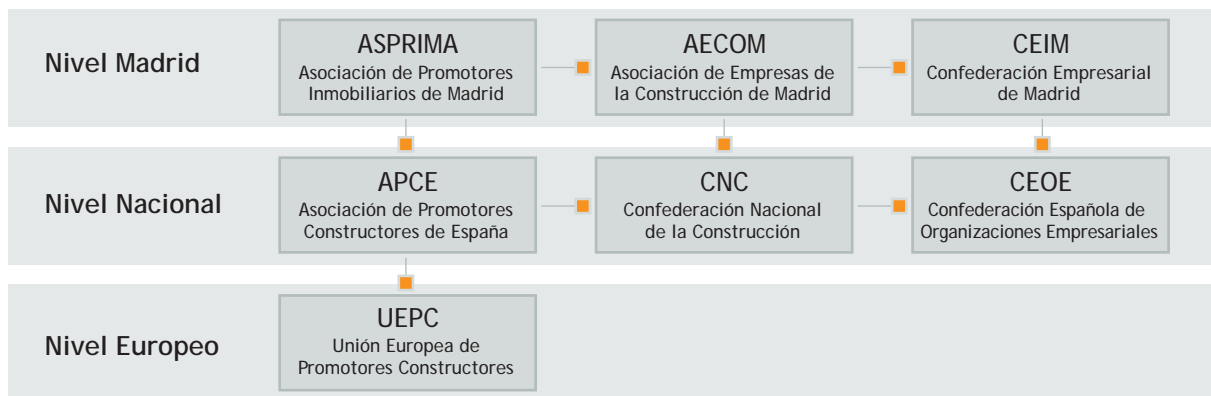 Nivel Madrid
ASPRIMA
Asociación de Promotores
Inmobiliarios de Madrid
AECOM
Asociación de Empresas de
la Construcción de Madrid
CEIM
Confederación Empresarial
de Madrid
Nivel Nacional
APCE
Asociación de Promotores
Constructores de España
CNC
Confederación Nacional
de la Construcción
CEOE
Confederación Española de
Organizaciones Empresariales
Nivel Europeo
UEPC
Unión Europea de
Promotores Constructores